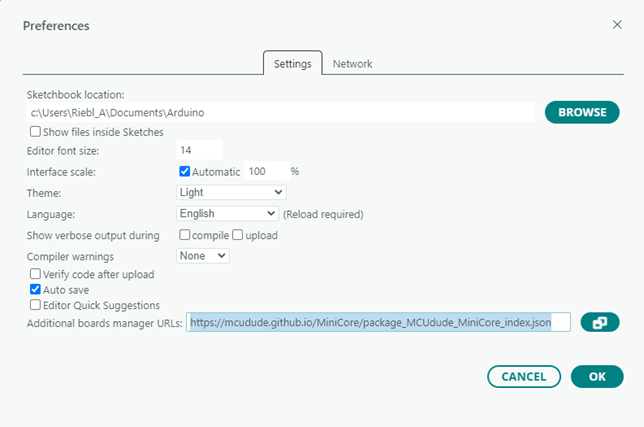 Preferences
Settings Network
Sketchbook location:
c:\Users\Riebl_A\Documents\Arduino
BROWSE
Show files inside Sketches
Editor font size: 14
Interface scale: Automatic 100 %
Theme: Light
Language: English (Reload required)
Show verbose output during compile upload
Compiler warnings None
Verify code after upload
Auto save
Editor Quick Suggestions
Additional boards manager URLs: https://mcudude.github.io/MiniCore/package_MCUdude_MiniCore_index.json
CANCEL OK